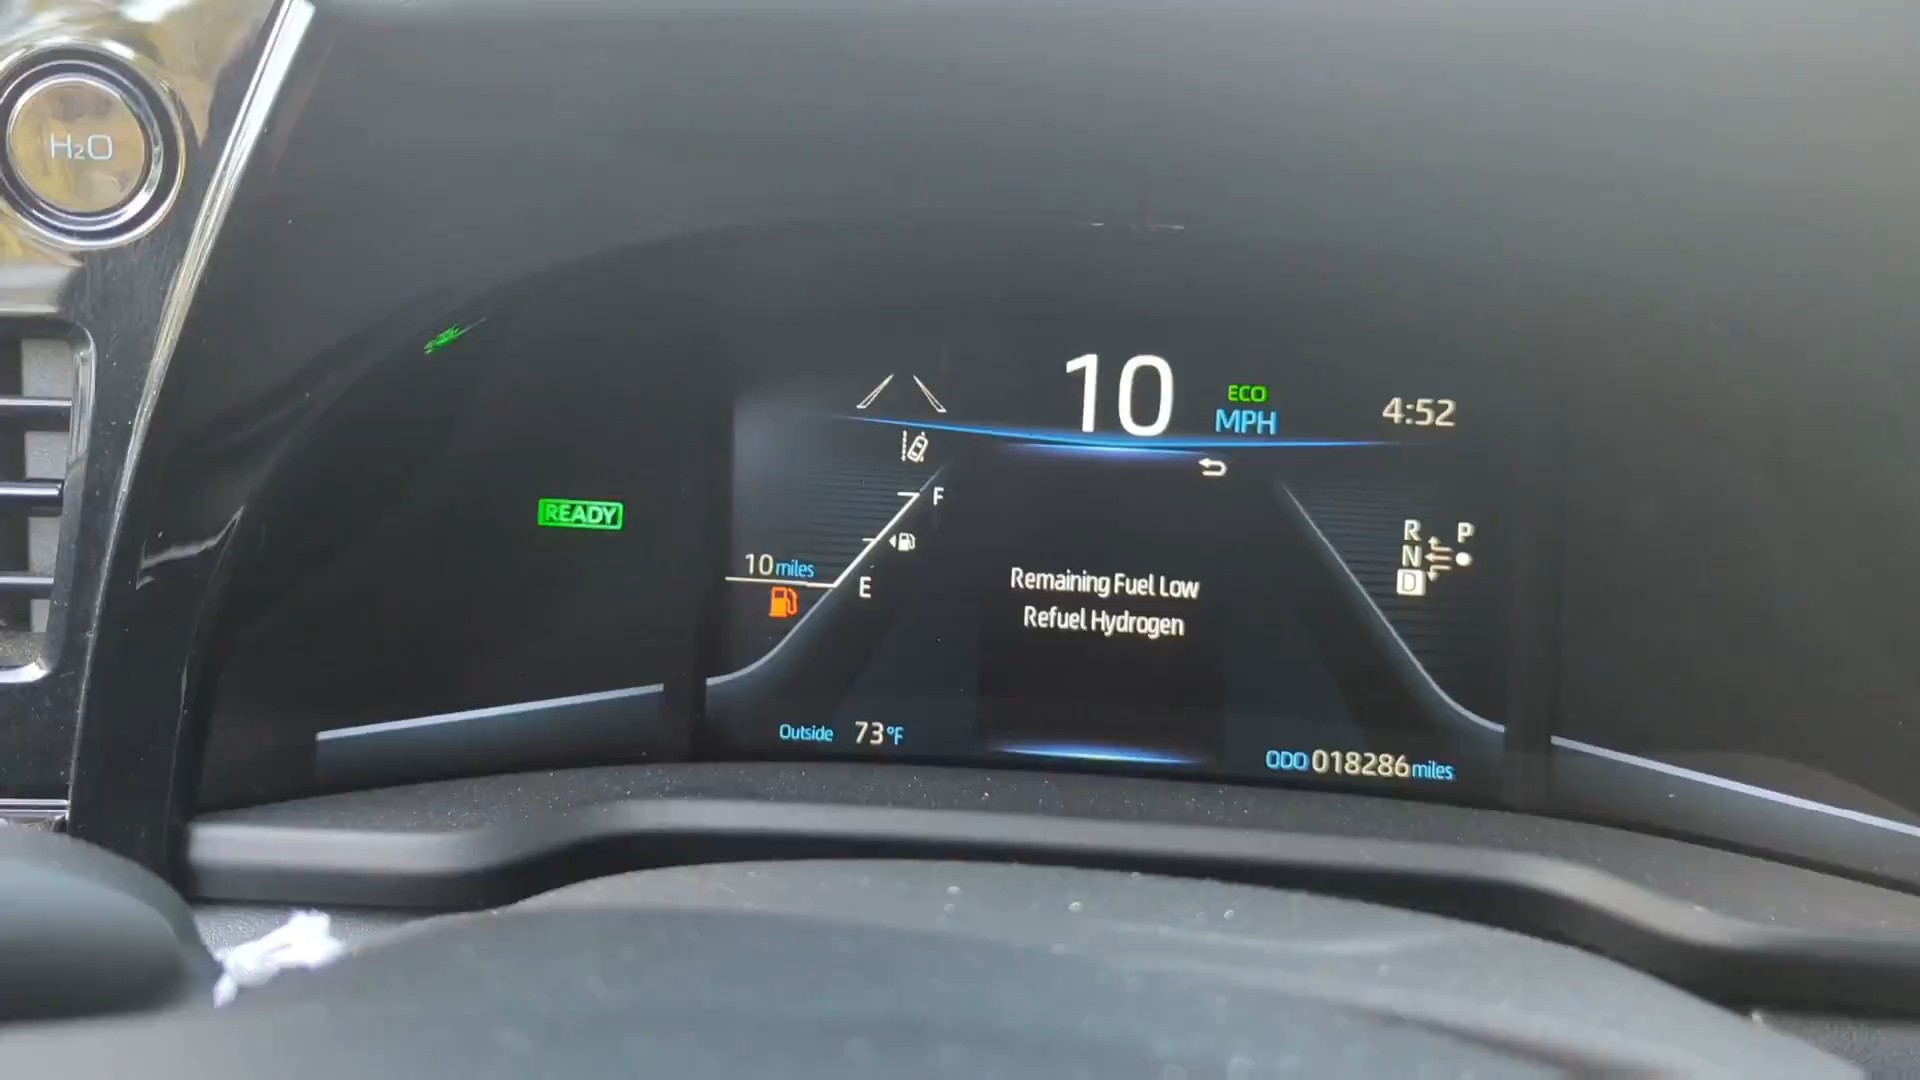 H₂O
READY
10 ECO MPH
4:52
F
10 miles
E
Remaining Fuel Low
Refuel Hydrogen
R P
N
D
Outside 73°F
ODO 018286 miles